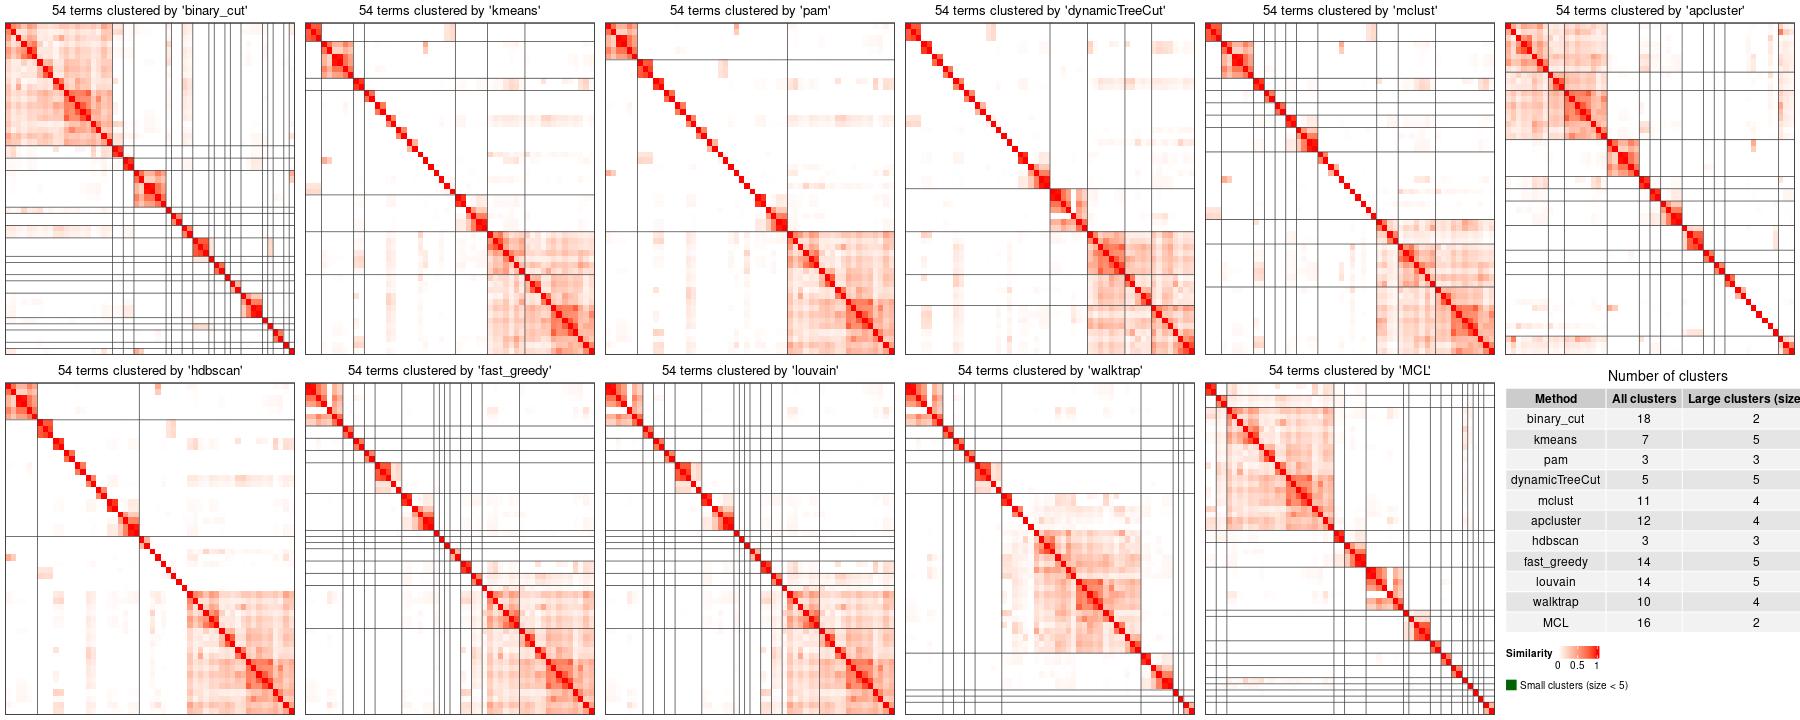 54 terms clustered by 'binary_cut'
54 terms clustered by 'kmeans'
54 terms clustered by 'pam'
54 terms clustered by 'dynamicTreeCut'
54 terms clustered by 'mclust'
54 terms clustered by 'apcluster'
54 terms clustered by 'hdbscan'
54 terms clustered by 'fast_greedy'
54 terms clustered by 'louvain'
54 terms clustered by 'walktrap'
54 terms clustered by 'MCL'
Number of clusters
Method All clusters Large clusters (size
binary_cut 18 2
kmeans 7 5
pam 3 3
dynamicTreeCut 5 5
mclust 11 4
apcluster 12 4
hdbscan 3 3
fast_greedy 14 5
louvain 14 5
walktrap 10 4
MCL 16 2
Similarity
0 0.5 1
Small clusters (size < 5)